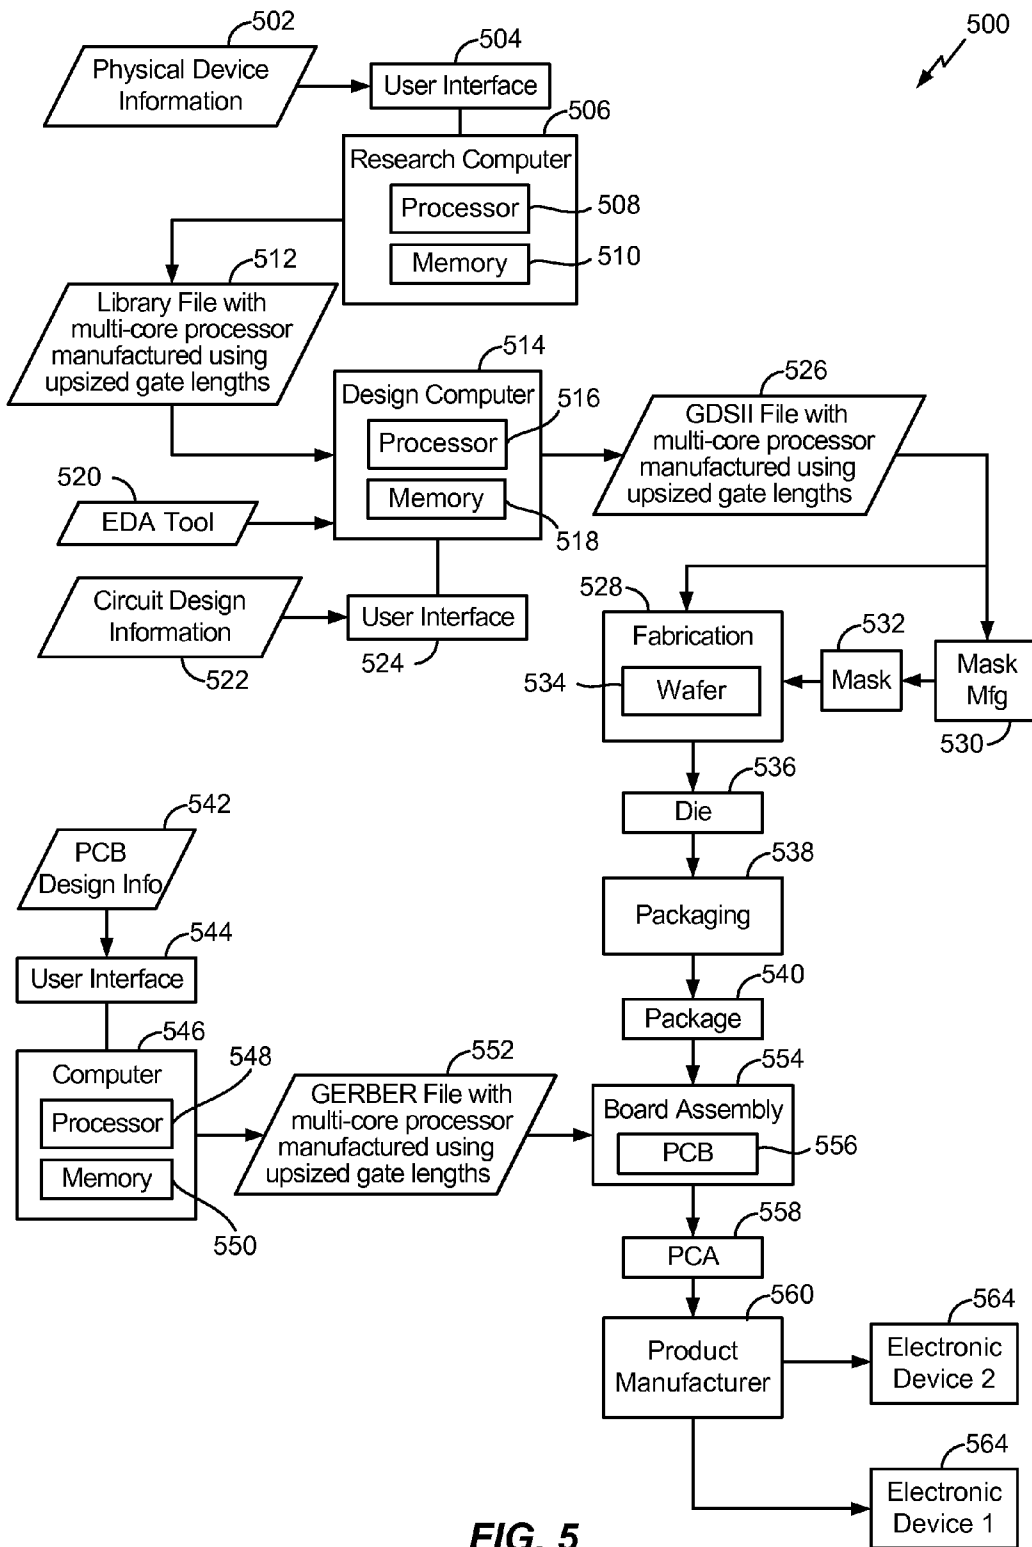 502
504
500
Physical Device
Information
User Interface
506
Research Computer
Processor
508
Memory
510
512
Library File with
multi-core processor
manufactured using
upsized gate lengths
514
Design Computer
516
Processor
Memory
518
526
GDSII File with
multi-core processor
manufactured using
upsized gate lengths
520
EDA Tool
Circuit Design
Information
522
User Interface
524
528
Fabrication
534
Wafer
532
Mask
Mask
Mfg
530
536
Die
538
Packaging
540
Package
542
PCB
Design Info
544
User Interface
546
Computer
548
Processor
Memory
550
552
GERBER File with
multi-core processor
manufactured using
upsized gate lengths
554
Board Assembly
PCB
556
558
PCA
560
Product
Manufacturer
564
Electronic
Device 2
564
Electronic
Device 1
FIG. 5